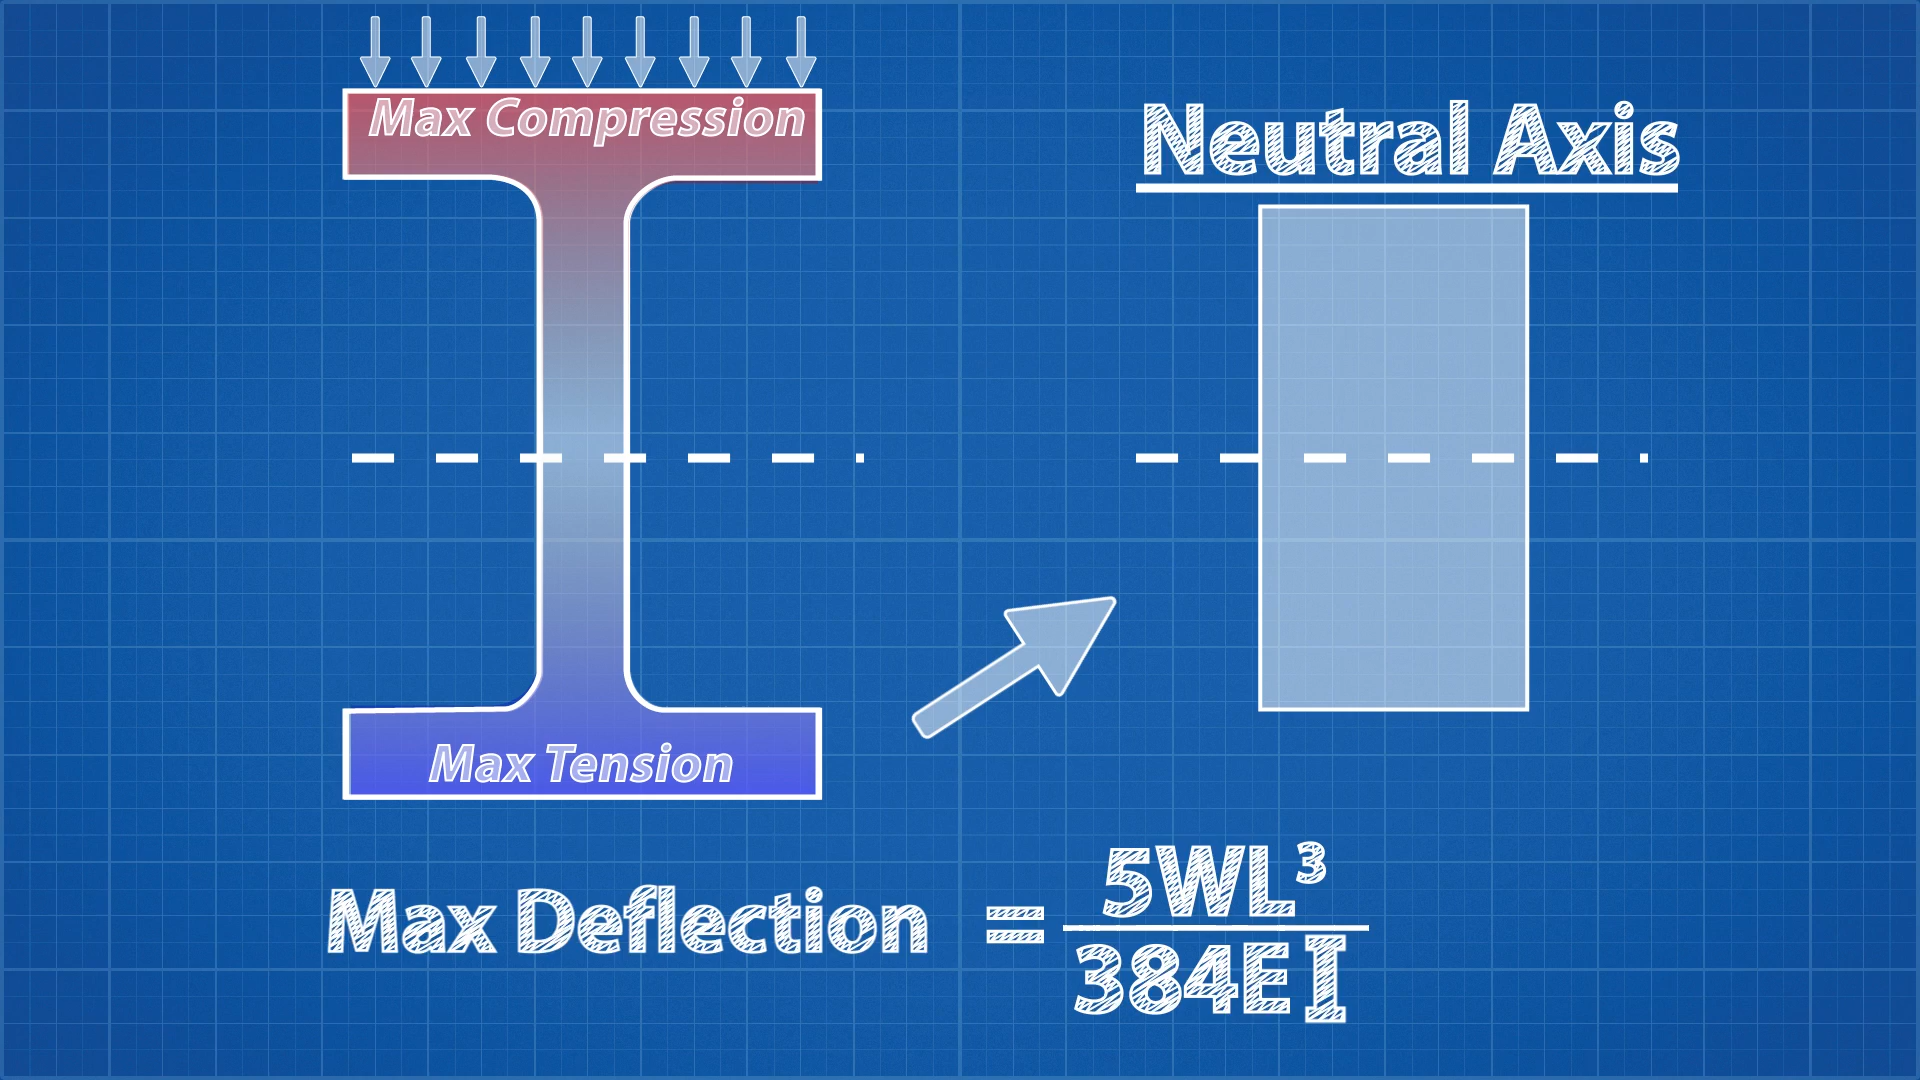 Max Compression
Neutral Axis
Max Tension
Max Deflection = 5WL³
384EI